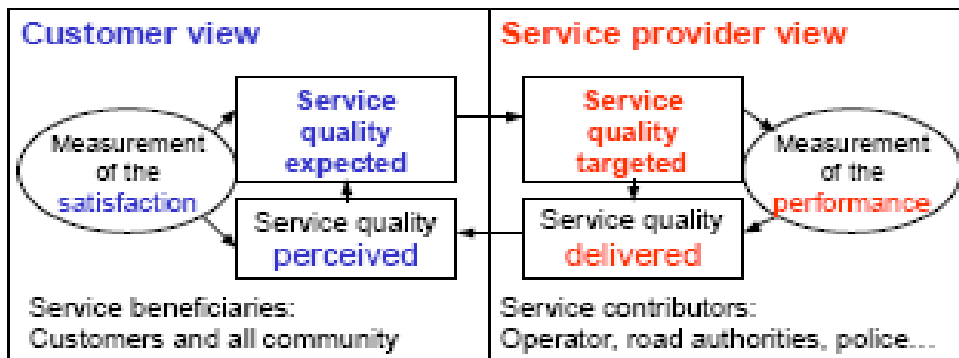 Customer view
Service quality expected
Measurement of the satisfaction
Service quality perceived
Service beneficiaries:
Customers and all community
Service provider view
Service quality targeted
Measurement of the performance
Service quality delivered
Service contributors:
Operator, road authorities, police...